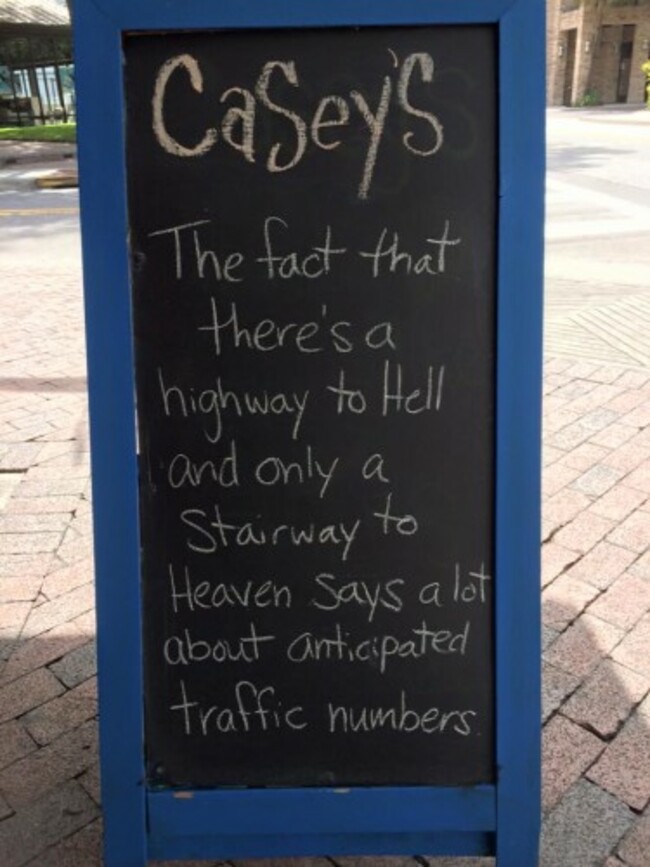 CaSey'S
The fact that
there's a
highway to Hell
and only a
Stairway to
Heaven says a lot
about anticipated
traffic numbers.